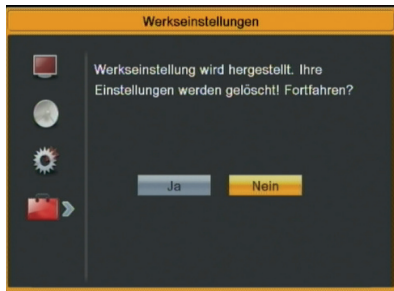 Werkseinstellungen
Werkseinstellung wird hergestellt. Ihre
Einstellungen werden gelöscht! Fortfahren?
Ja
Nein